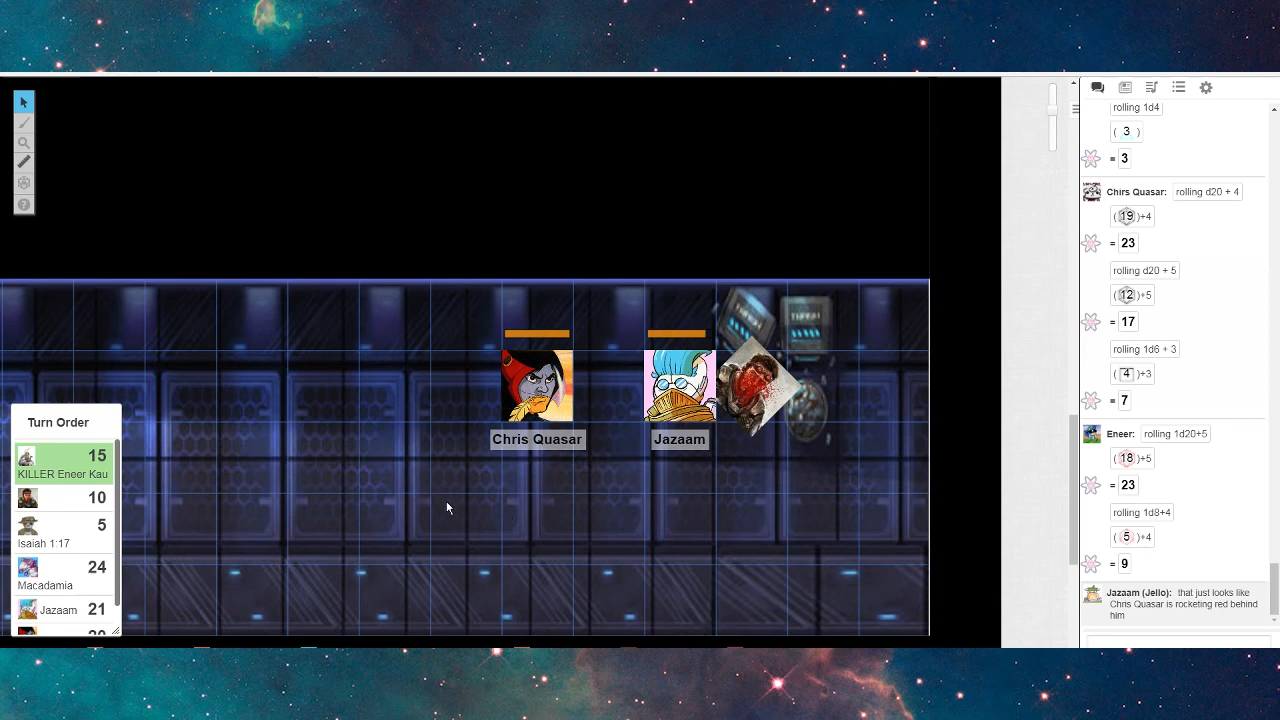 rolling 1d4
( 3 )
= 3
Chirs Quasar: rolling d20 + 4
(19)+4
= 23
rolling d20 + 5
(12)+5
= 17
rolling 1d6 + 3
( 4 )+3
= 7
Eneer: rolling 1d20+5
(18)+5
= 23
rolling 1d8+4
( 5 )+4
= 9
Jazaam (Jello): that just looks like
Chris Quasar is rocketing red behind
him
Chris Quasar
Jazaam
Turn Order
15
KILLER Eneer Kau
10
5
Isaiah 1:17
24
Macadamia
Jazaam 21